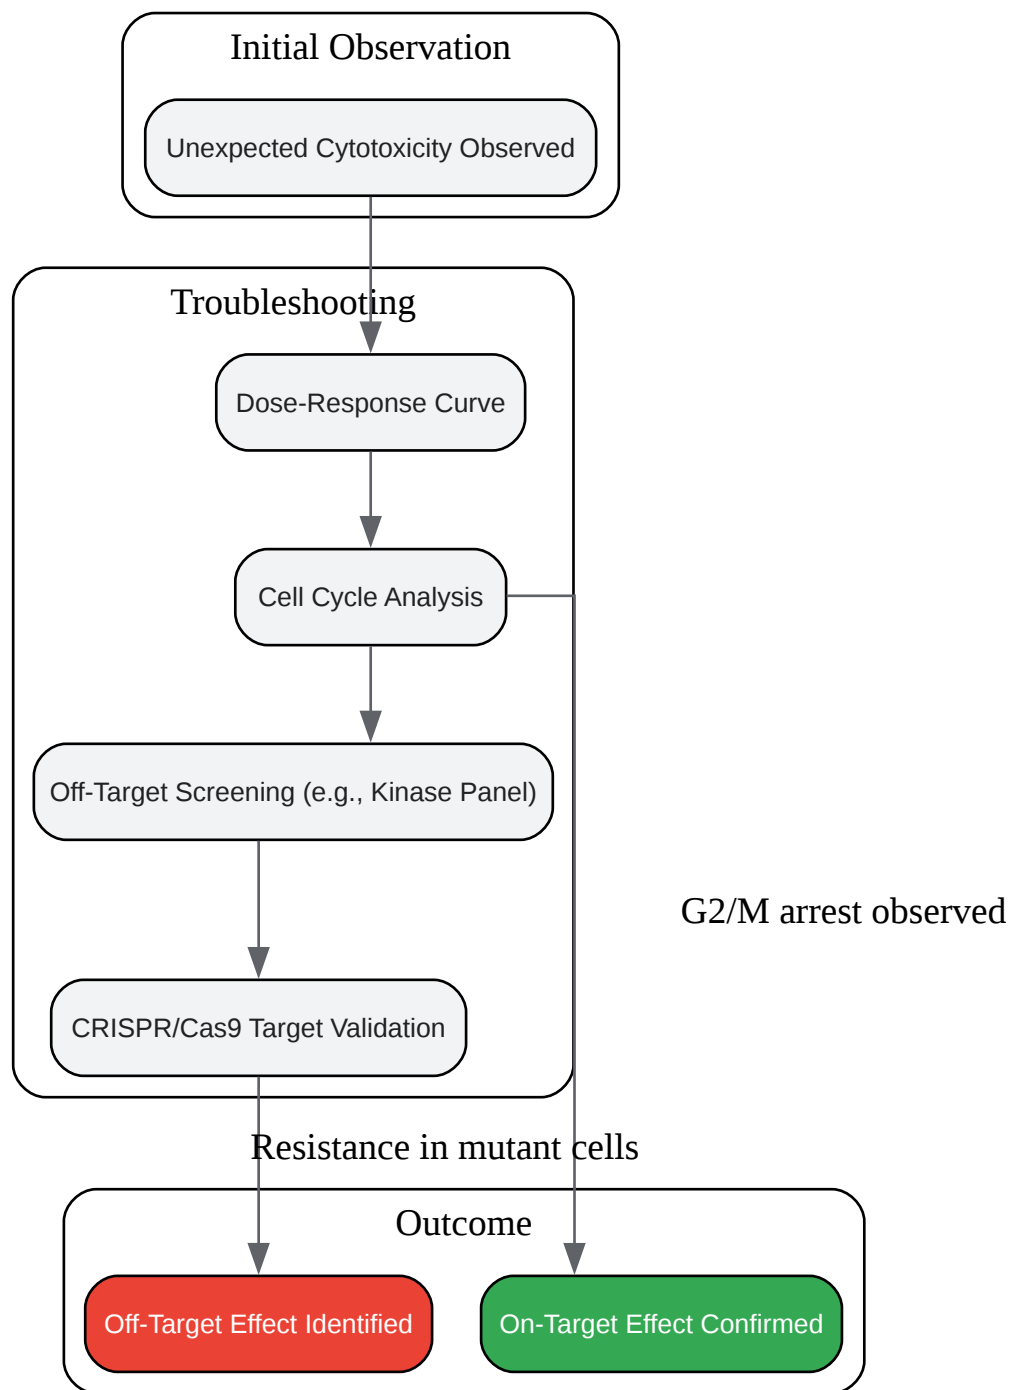 Initial Observation
Unexpected Cytotoxicity Observed
Troubleshooting
Dose-Response Curve
Cell Cycle Analysis
Off-Target Screening (e.g., Kinase Panel)
G2/M arrest observed
CRISPR/Cas9 Target Validation
Resistance in mutant cells
Outcome
Off-Target Effect Identified
On-Target Effect Confirmed